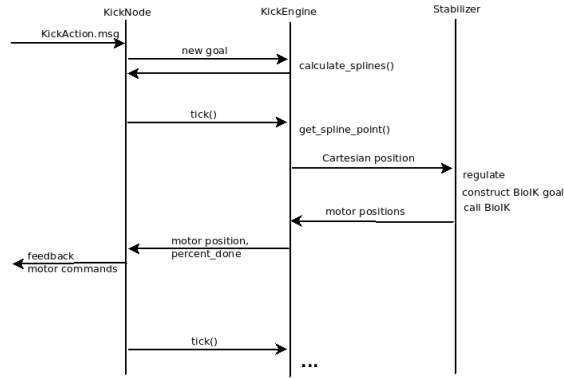 KickNode
KickEngine
Stabilizer
KickAction.msg
new goal
calculate_splines()
tick()
get_spline_point()
Cartesian position
regulate
construct BioIK goal
call BioIK
motor positions
motor position,
percent_done
feedback
motor commands
tick()
...